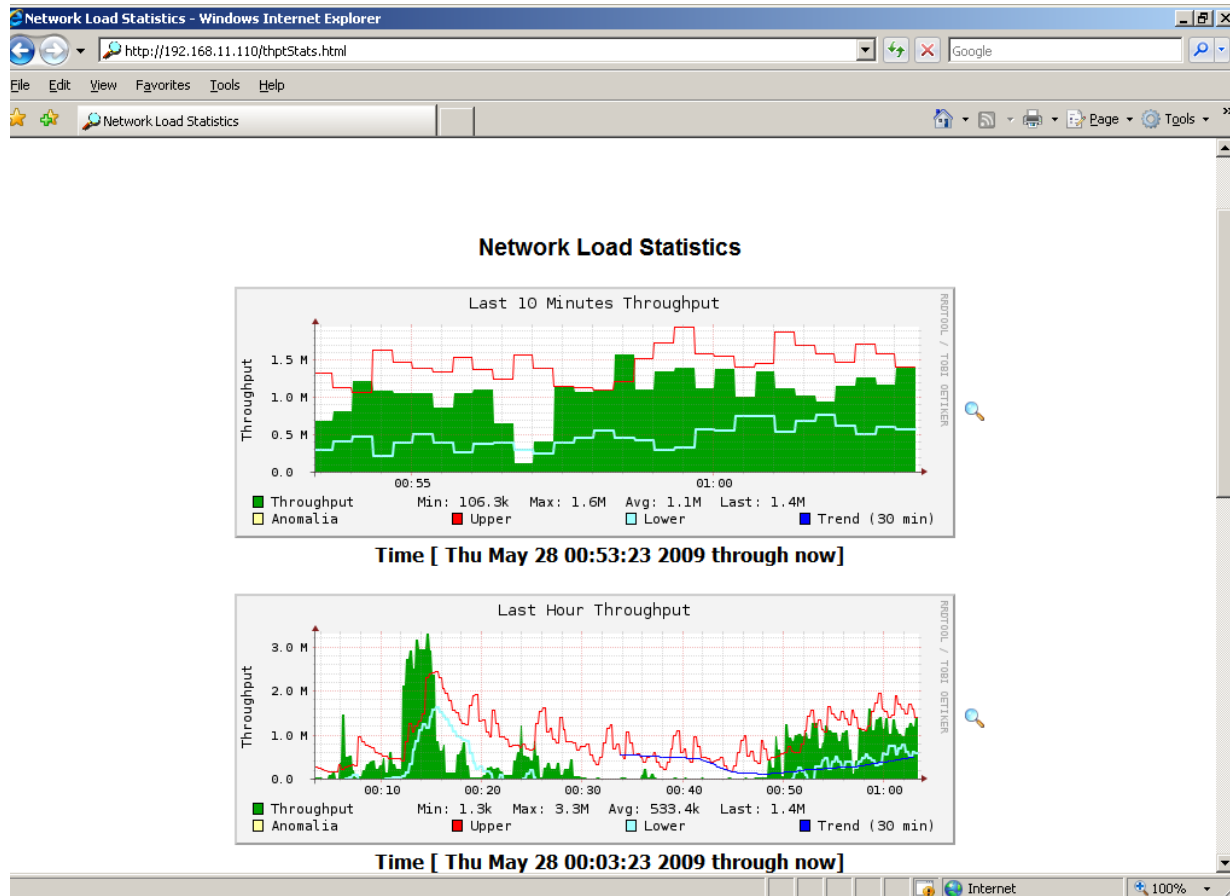 Network Load Statistics - Windows Internet Explorer
http://192.168.11.110/thptStats.html
Google
File Edit View Favorites Tools Help
Network Load Statistics
Page Tools »
Network Load Statistics
Last 10 Minutes Throughput
RRDTOOL / TOBI OETIKER
Throughput
1.5 M
1.0 M
0.5 M
0.0
00:55 01:00
Throughput Min: 106.3k Max: 1.6M Avg: 1.1M Last: 1.4M
Anomalia Upper Lower Trend (30 min)
Time [ Thu May 28 00:53:23 2009 through now]
Last Hour Throughput
RRDTOOL / TOBI OETIKER
Throughput
3.0 M
2.0 M
1.0 M
0.0
00:10 00:20 00:30 00:40 00:50 01:00
Throughput Min: 1.3k Max: 3.3M Avg: 533.4k Last: 1.4M
Anomalia Upper Lower Trend (30 min)
Time [ Thu May 28 00:03:23 2009 through now]
Internet 100%